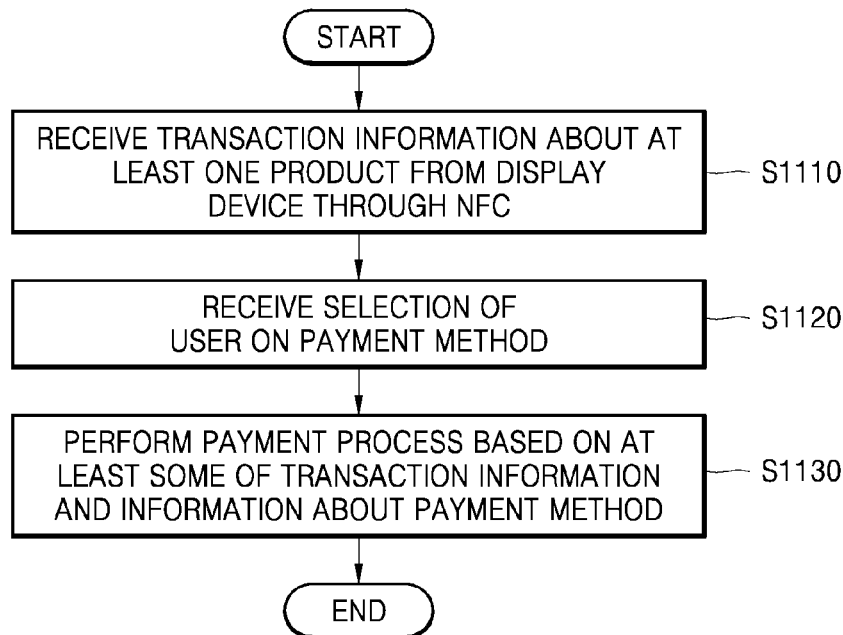 START
RECEIVE TRANSACTION INFORMATION ABOUT AT
LEAST ONE PRODUCT FROM DISPLAY
DEVICE THROUGH NFC
S1110
RECEIVE SELECTION OF
USER ON PAYMENT METHOD
S1120
PERFORM PAYMENT PROCESS BASED ON AT
LEAST SOME OF TRANSACTION INFORMATION
AND INFORMATION ABOUT PAYMENT METHOD
S1130
END